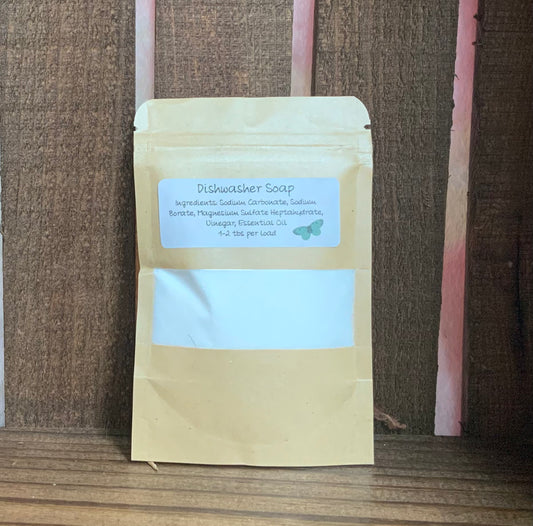 Dishwasher Soap
Ingredients: Sodium Carbonate, Sodium
Borate, Magnesium Sulfate Heptahydrate,
Vinegar, Essential Oil
1-2 tbs per load